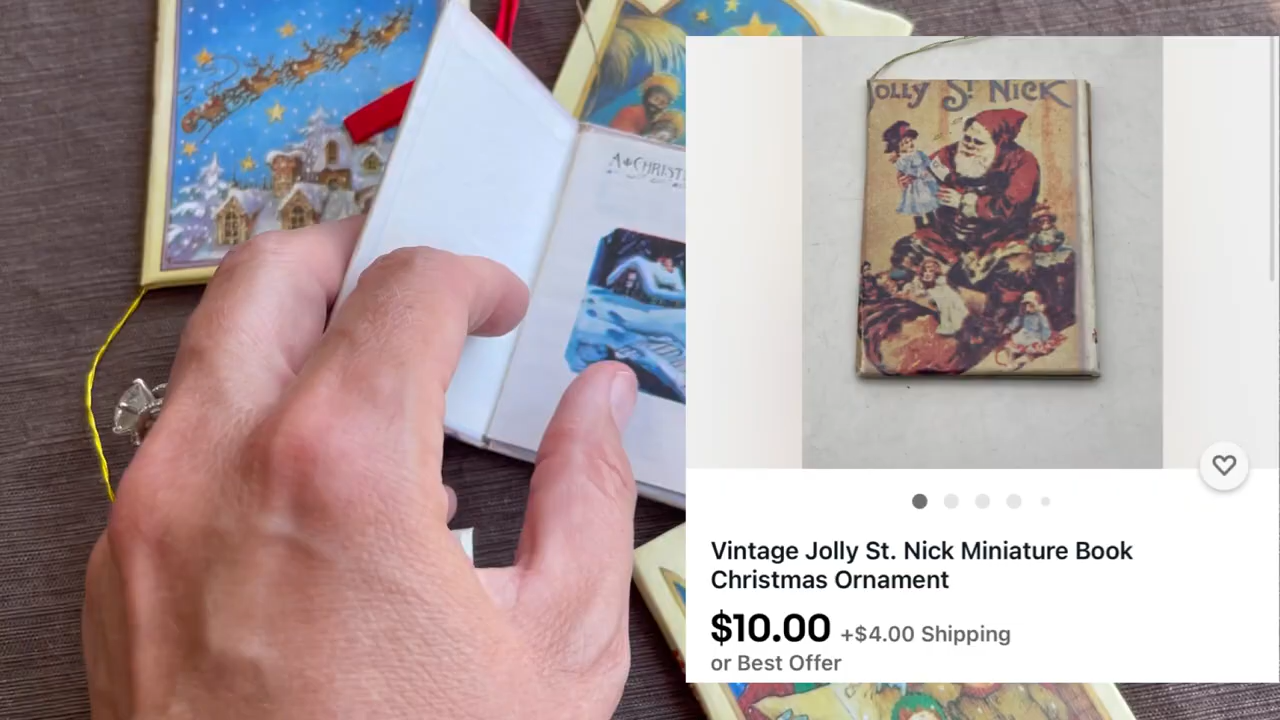 A CHRIST
JOLLY ST. NICK
Vintage Jolly St. Nick Miniature Book
Christmas Ornament
$10.00 +$4.00 Shipping
or Best Offer